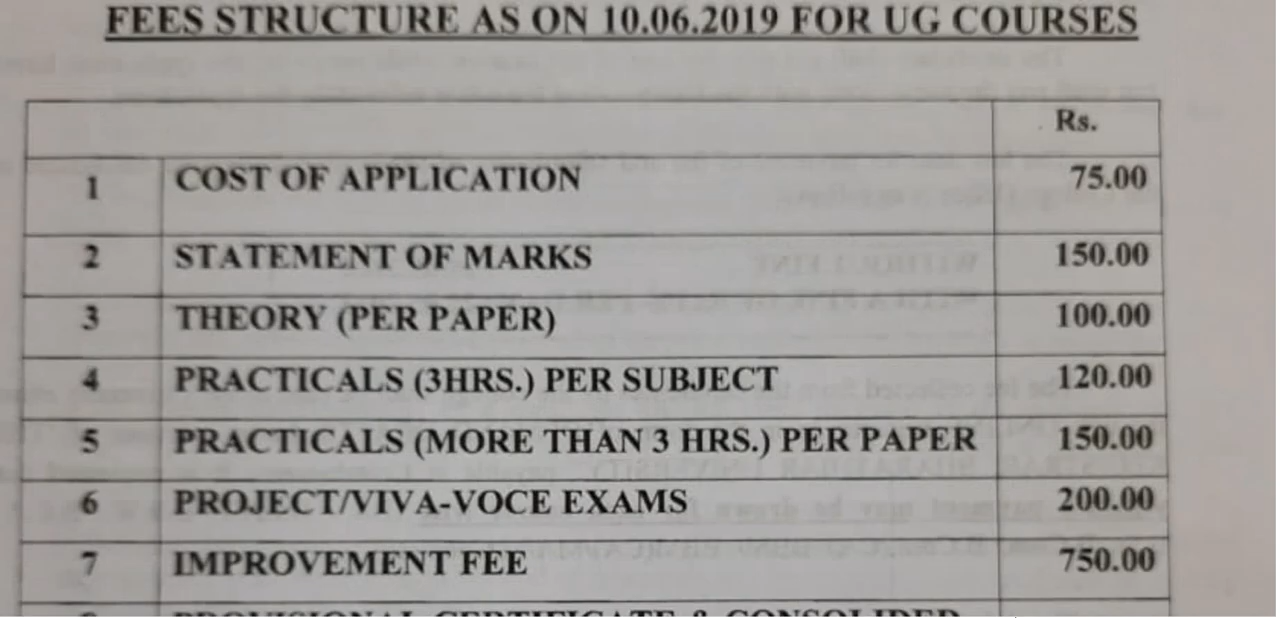 FEES STRUCTURE AS ON 10.06.2019 FOR UG COURSES
Rs.
1 COST OF APPLICATION 75.00
2 STATEMENT OF MARKS 150.00
3 THEORY (PER PAPER) 100.00
4 PRACTICALS (3HRS.) PER SUBJECT 120.00
5 PRACTICALS (MORE THAN 3 HRS.) PER PAPER 150.00
6 PROJECT/VIVA-VOCE EXAMS 200.00
7 IMPROVEMENT FEE 750.00
PROVISIONAL CERTIFICATE & CONSOLIDED